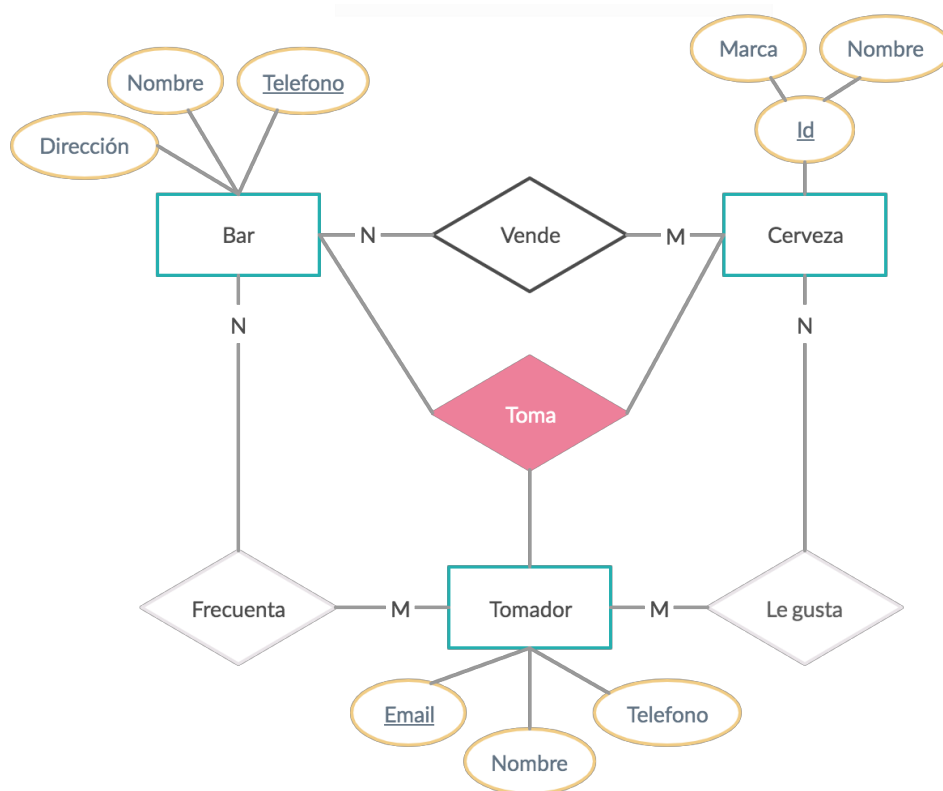 Marca
Nombre
Nombre
Telefono
Dirección
Id
Bar
N
Vende
M
Cerveza
N
N
Toma
Frecuenta
M
Tomador
M
Le gusta
Email
Telefono
Nombre